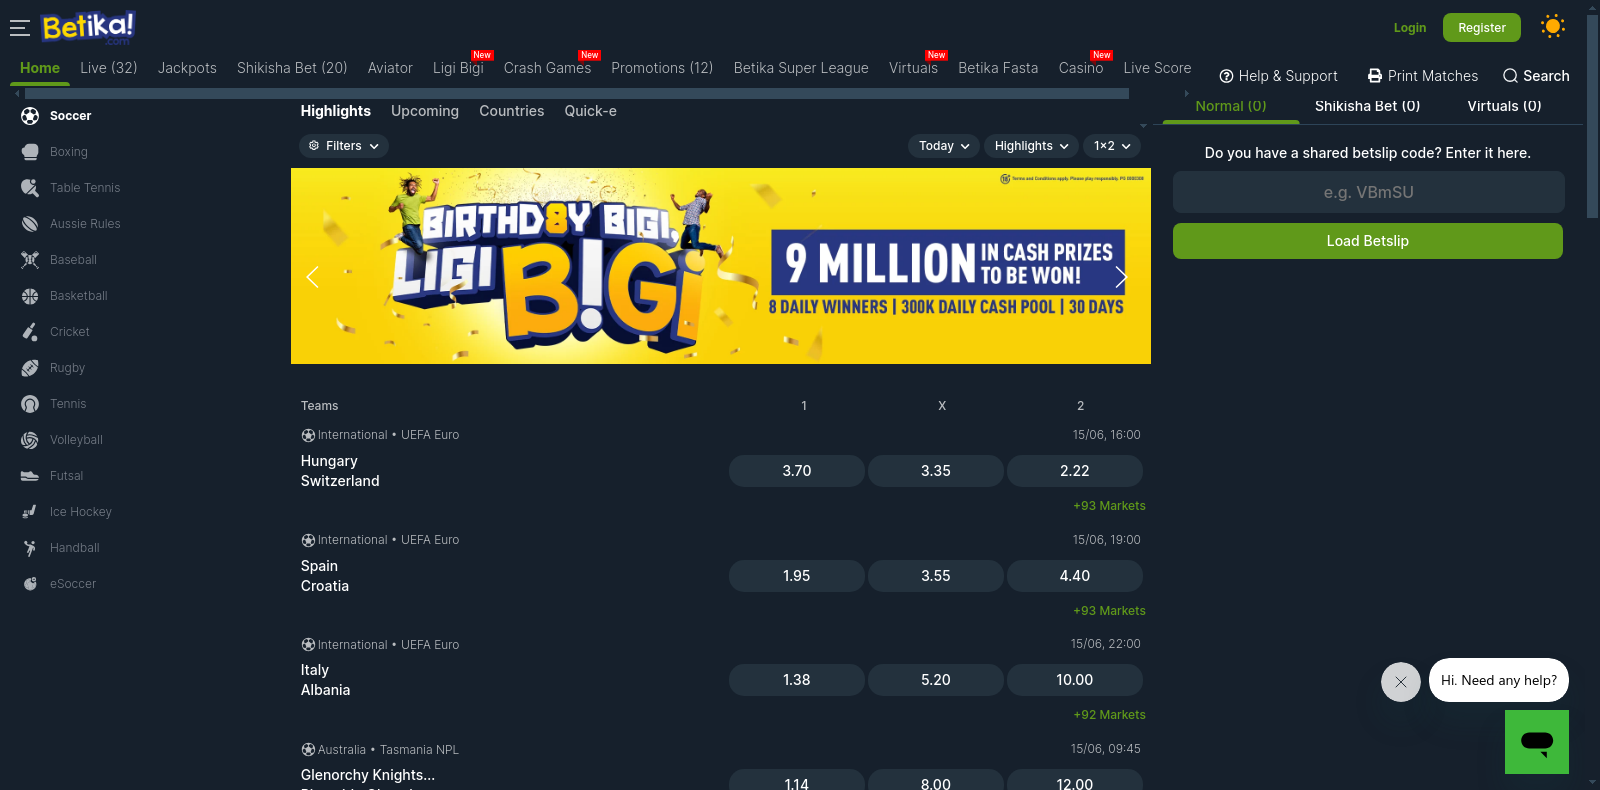 Betika!
.com
Login
Register
Home
Live (32)
Jackpots
Shikisha Bet (20)
Aviator
Ligi Bigi
New
Crash Games
New
Promotions (12)
Betika Super League
Virtuals
New
Betika Fasta
Casino
New
Live Score
Help & Support
Print Matches
Search
Soccer
Boxing
Table Tennis
Aussie Rules
Baseball
Basketball
Cricket
Rugby
Tennis
Volleyball
Futsal
Ice Hockey
Handball
eSoccer
Highlights
Upcoming
Countries
Quick-e
Filters
Today
Highlights
1×2
Terms and Conditions apply. Please play responsibly.
BIRTHD8Y BIGI,
LIGI B!Gi
9 MILLION IN CASH PRIZES
TO BE WON!
8 DAILY WINNERS | 300K DAILY CASH POOL | 30 DAYS
Teams 1 X 2
International • UEFA Euro 15/06, 16:00
Hungary
Switzerland
3.70 3.35 2.22
+93 Markets
International • UEFA Euro 15/06, 19:00
Spain
Croatia
1.95 3.55 4.40
+93 Markets
International • UEFA Euro 15/06, 22:00
Italy
Albania
1.38 5.20 10.00
+92 Markets
Australia • Tasmania NPL 15/06, 09:45
Glenorchy Knights...
1.14 8.00 12.00
Normal (0)
Shikisha Bet (0)
Virtuals (0)
Do you have a shared betslip code? Enter it here.
e.g. VBmSU
Load Betslip
Hi. Need any help?